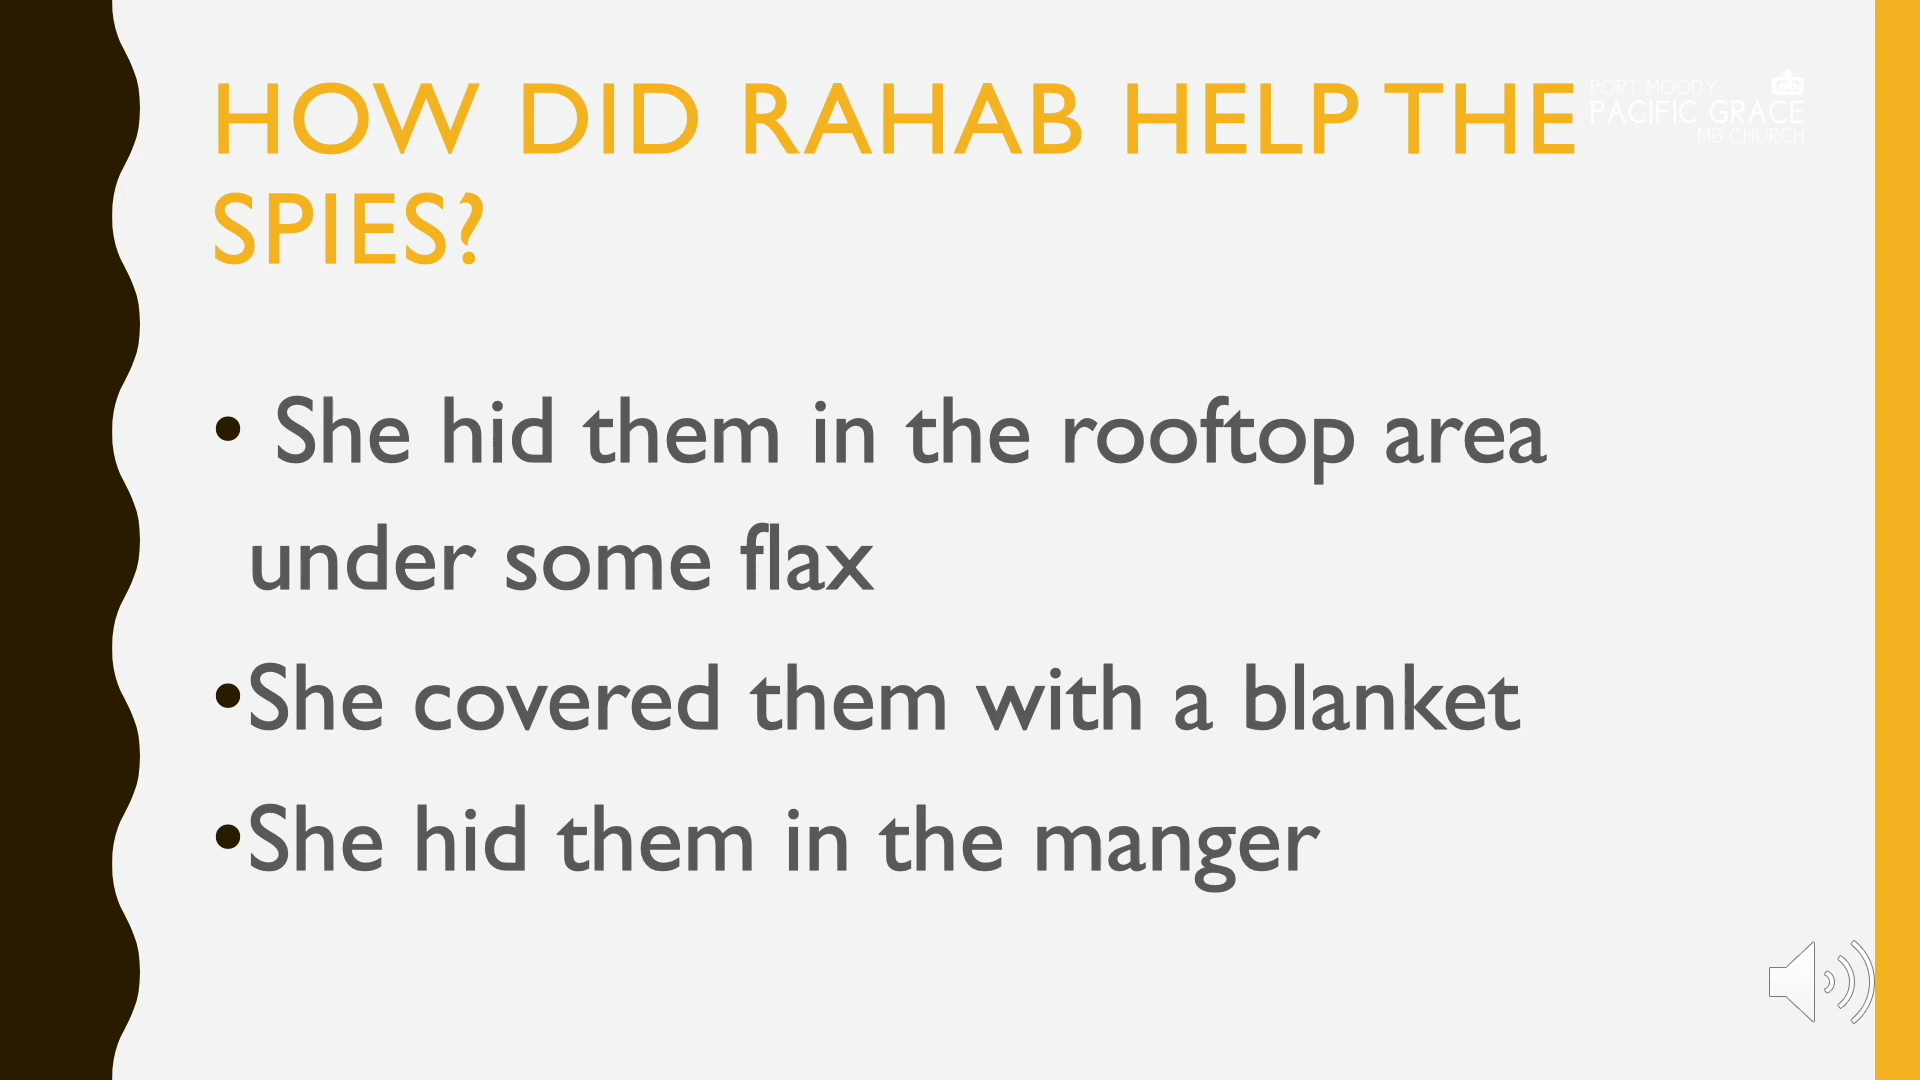 HOW DID RAHAB HELP THE
SPIES?
PORT MOODY
PACIFIC GRACE
MB CHURCH
• She hid them in the rooftop area
under some flax
•She covered them with a blanket
•She hid them in the manger